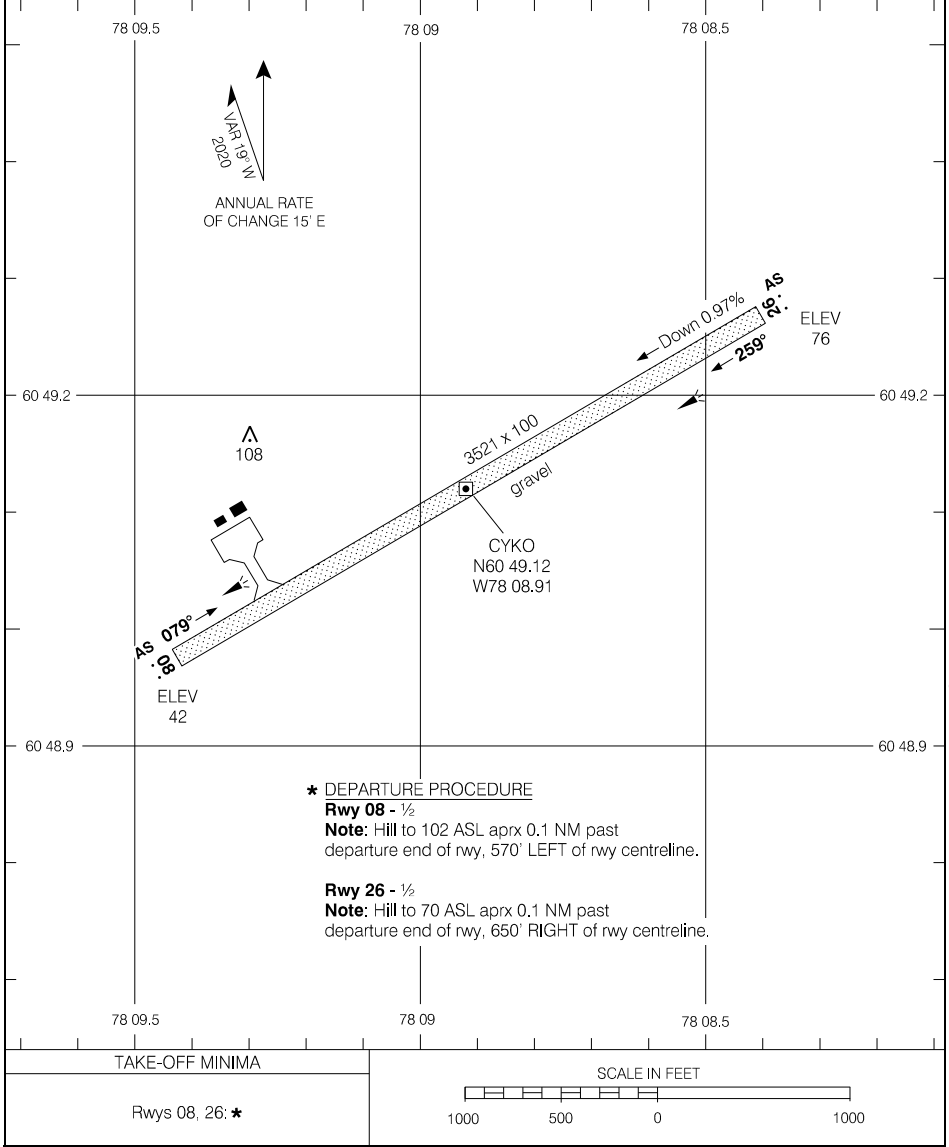 78 09.5
78 09
78 08.5
VAR 19° W
2020
ANNUAL RATE
OF CHANGE 15' E
AS
26
Down 0.97%
ELEV
76
259°
60 49.2
60 49.2
3521 x 100
108
gravel
CYKO
N60 49.12
W78 08.91
079°
AS
08
ELEV
42
60 48.9
60 48.9
* DEPARTURE PROCEDURE
Rwy 08 - ½
Note: Hill to 102 ASL aprx 0.1 NM past
departure end of rwy, 570' LEFT of rwy centreline.
Rwy 26 - ½
Note: Hill to 70 ASL aprx 0.1 NM past
departure end of rwy, 650' RIGHT of rwy centreline.
78 09.5
78 09
78 08.5
TAKE-OFF MINIMA
Rwys 08, 26: *
SCALE IN FEET
1000 500 0 1000